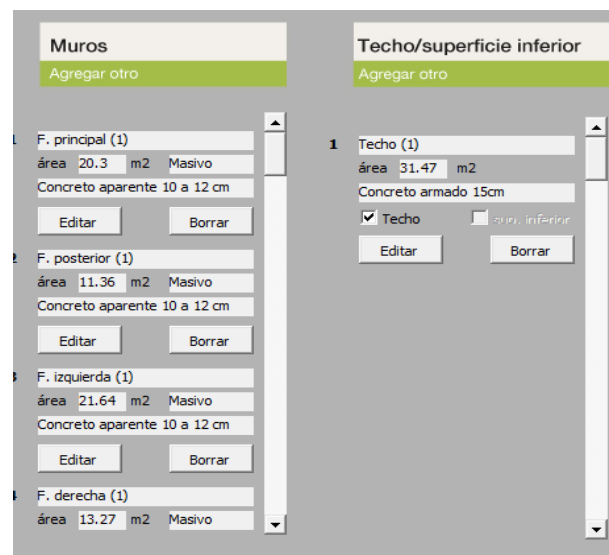 Muros
Agregar otro
1 F. principal (1)
área 20.3 m2 Masivo
Concreto aparente 10 a 12 cm
Editar Borrar
2 F. posterior (1)
área 11.36 m2 Masivo
Concreto aparente 10 a 12 cm
Editar Borrar
3 F. izquierda (1)
área 21.64 m2 Masivo
Concreto aparente 10 a 12 cm
Editar Borrar
4 F. derecha (1)
área 13.27 m2 Masivo
Techo/superficie inferior
Agregar otro
1 Techo (1)
área 31.47 m2
Concreto armado 15cm
Techo sup. inferior
Editar Borrar